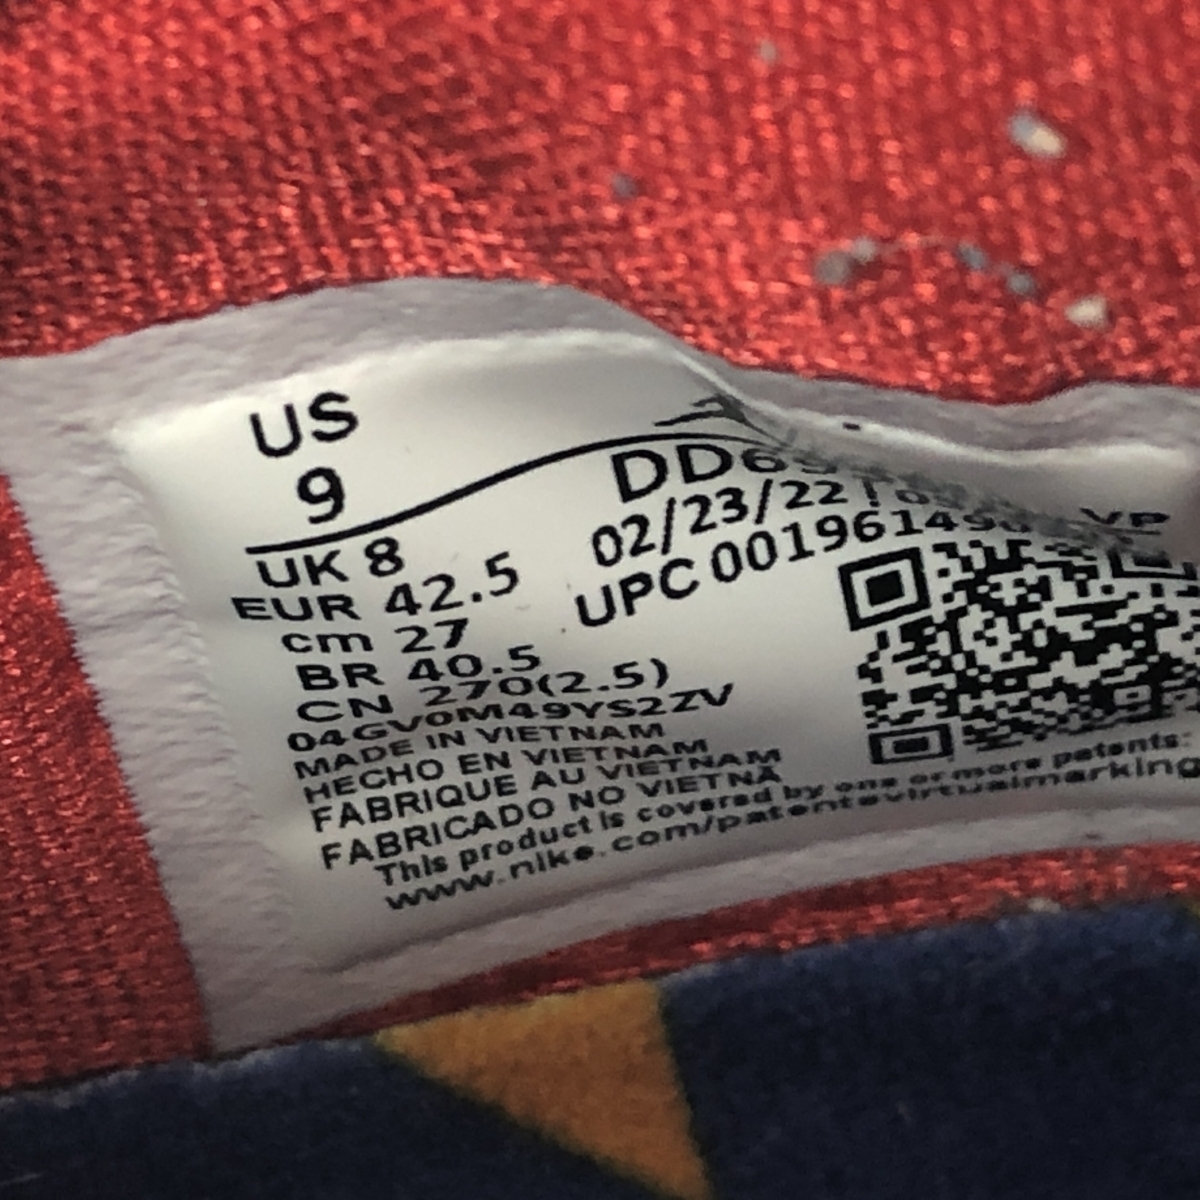 US
9
UK 8
EUR 42.5
cm 27
BR 40.5
CN 270(2.5)
04GV0M49YS2ZV
MADE IN VIETNAM
HECHO EN VIETNAM
FABRIQUE AU VIETNAM
FABRICADO NO VIETNÃ
This product is covered by one or more patents:
www.nike.com/patentsvirtualmarking
02/23/22
UPC
VP